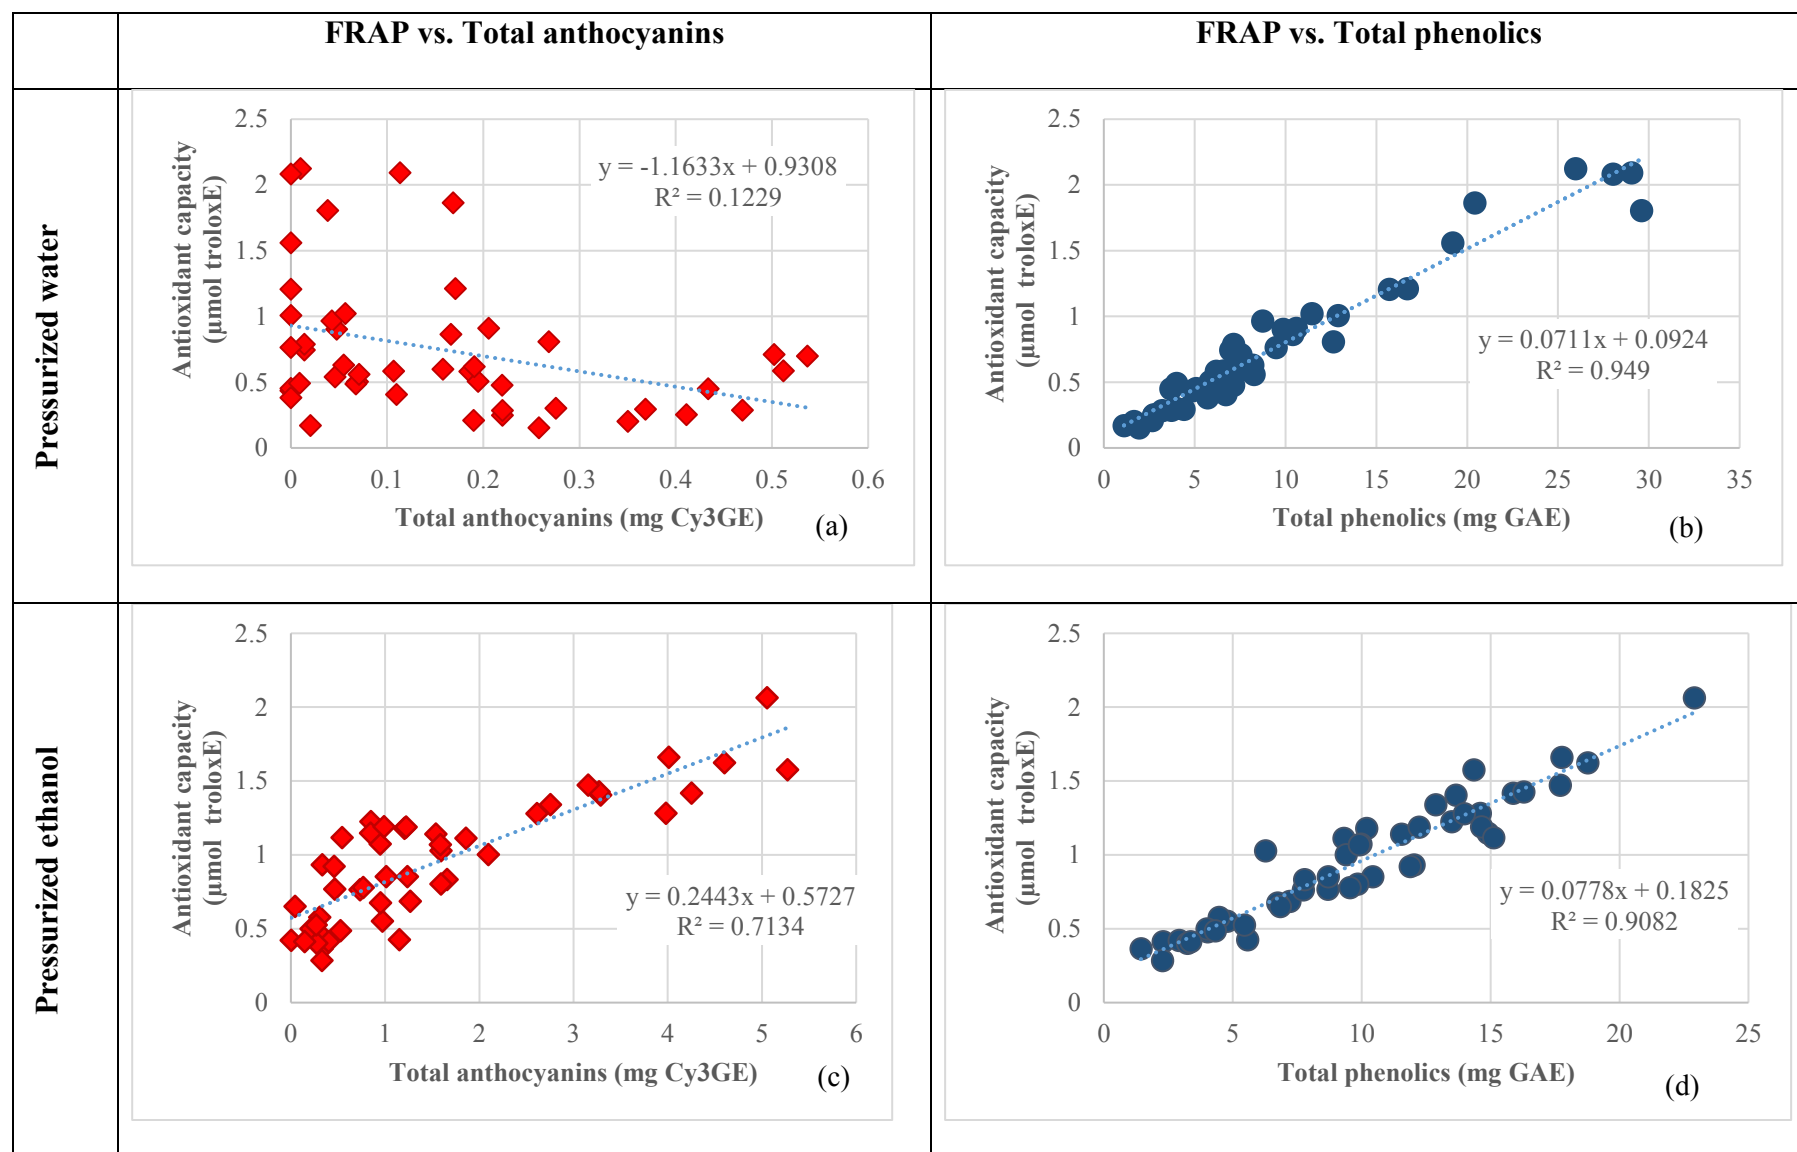 FRAP vs. Total anthocyanins
FRAP vs. Total phenolics
Pressurized water
Antioxidant capacity
(µmol troloxE)
2.5
2
1.5
1
0.5
0
y = -1.1633x + 0.9308
R² = 0.1229
0 0.1 0.2 0.3 0.4 0.5 0.6
Total anthocyanins (mg Cy3GE)
(a)
Antioxidant capacity
(µmol troloxE)
2.5
2
1.5
1
0.5
0
y = 0.0711x + 0.0924
R² = 0.949
0 5 10 15 20 25 30 35
Total phenolics (mg GAE)
(b)
Pressurized ethanol
Antioxidant capacity
(µmol troloxE)
2.5
2
1.5
1
0.5
0
y = 0.2443x + 0.5727
R² = 0.7134
0 1 2 3 4 5 6
Total anthocyanins (mg Cy3GE)
(c)
Antioxidant capacity
(µmol troloxE)
2.5
2
1.5
1
0.5
0
y = 0.0778x + 0.1825
R² = 0.9082
0 5 10 15 20 25
Total phenolics (mg GAE)
(d)